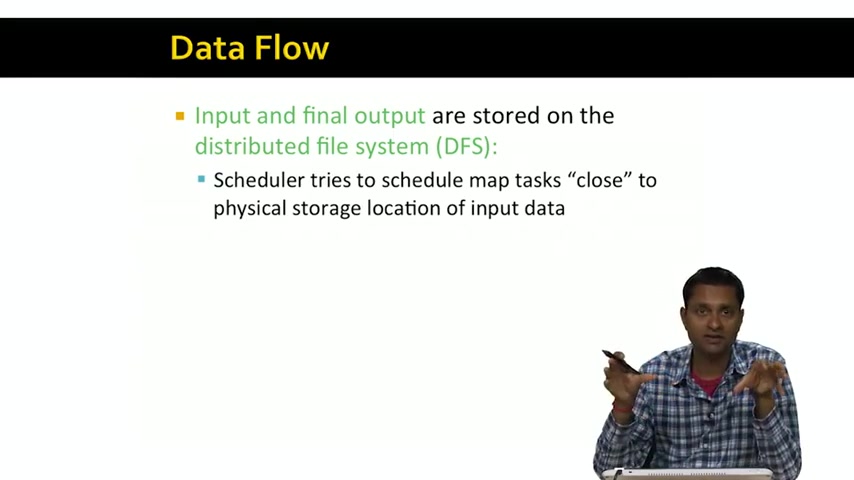 Data Flow
Input and final output are stored on the
distributed file system (DFS):
Scheduler tries to schedule map tasks “close” to
physical storage location of input data